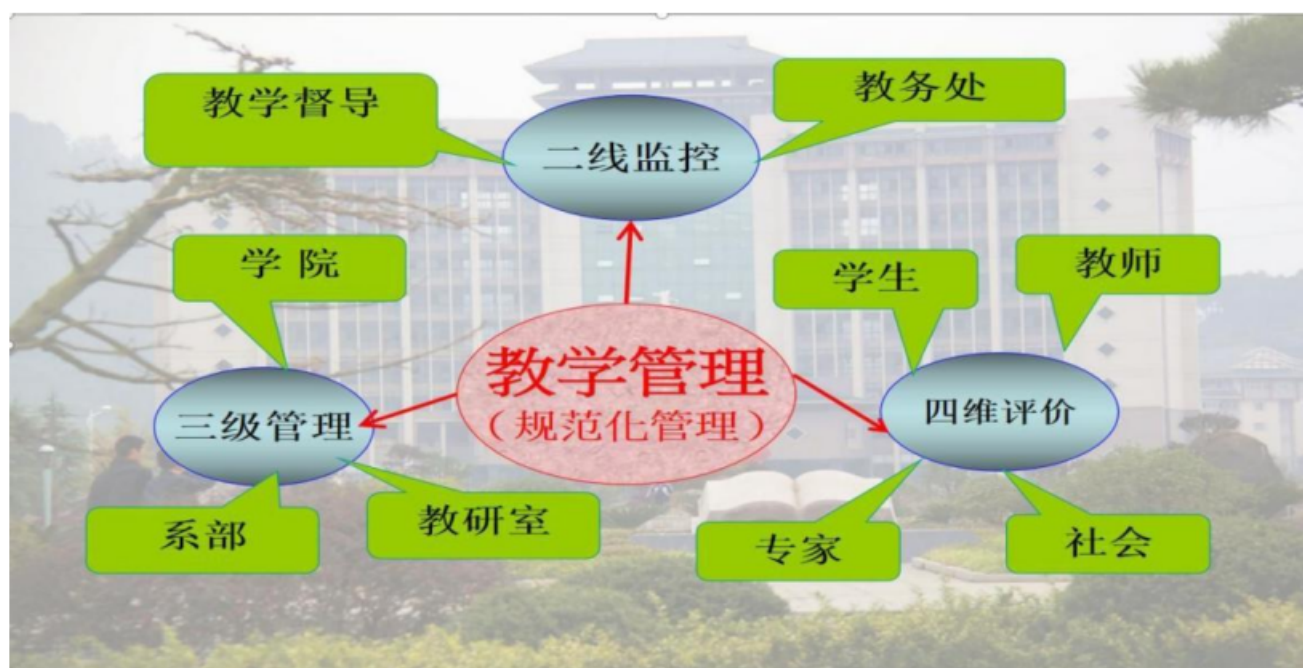 教学督导
教务处
二线监控
学 院
学生
教师
教学管理
（规范化管理）
三级管理
四维评价
系部
教研室
专家
社会